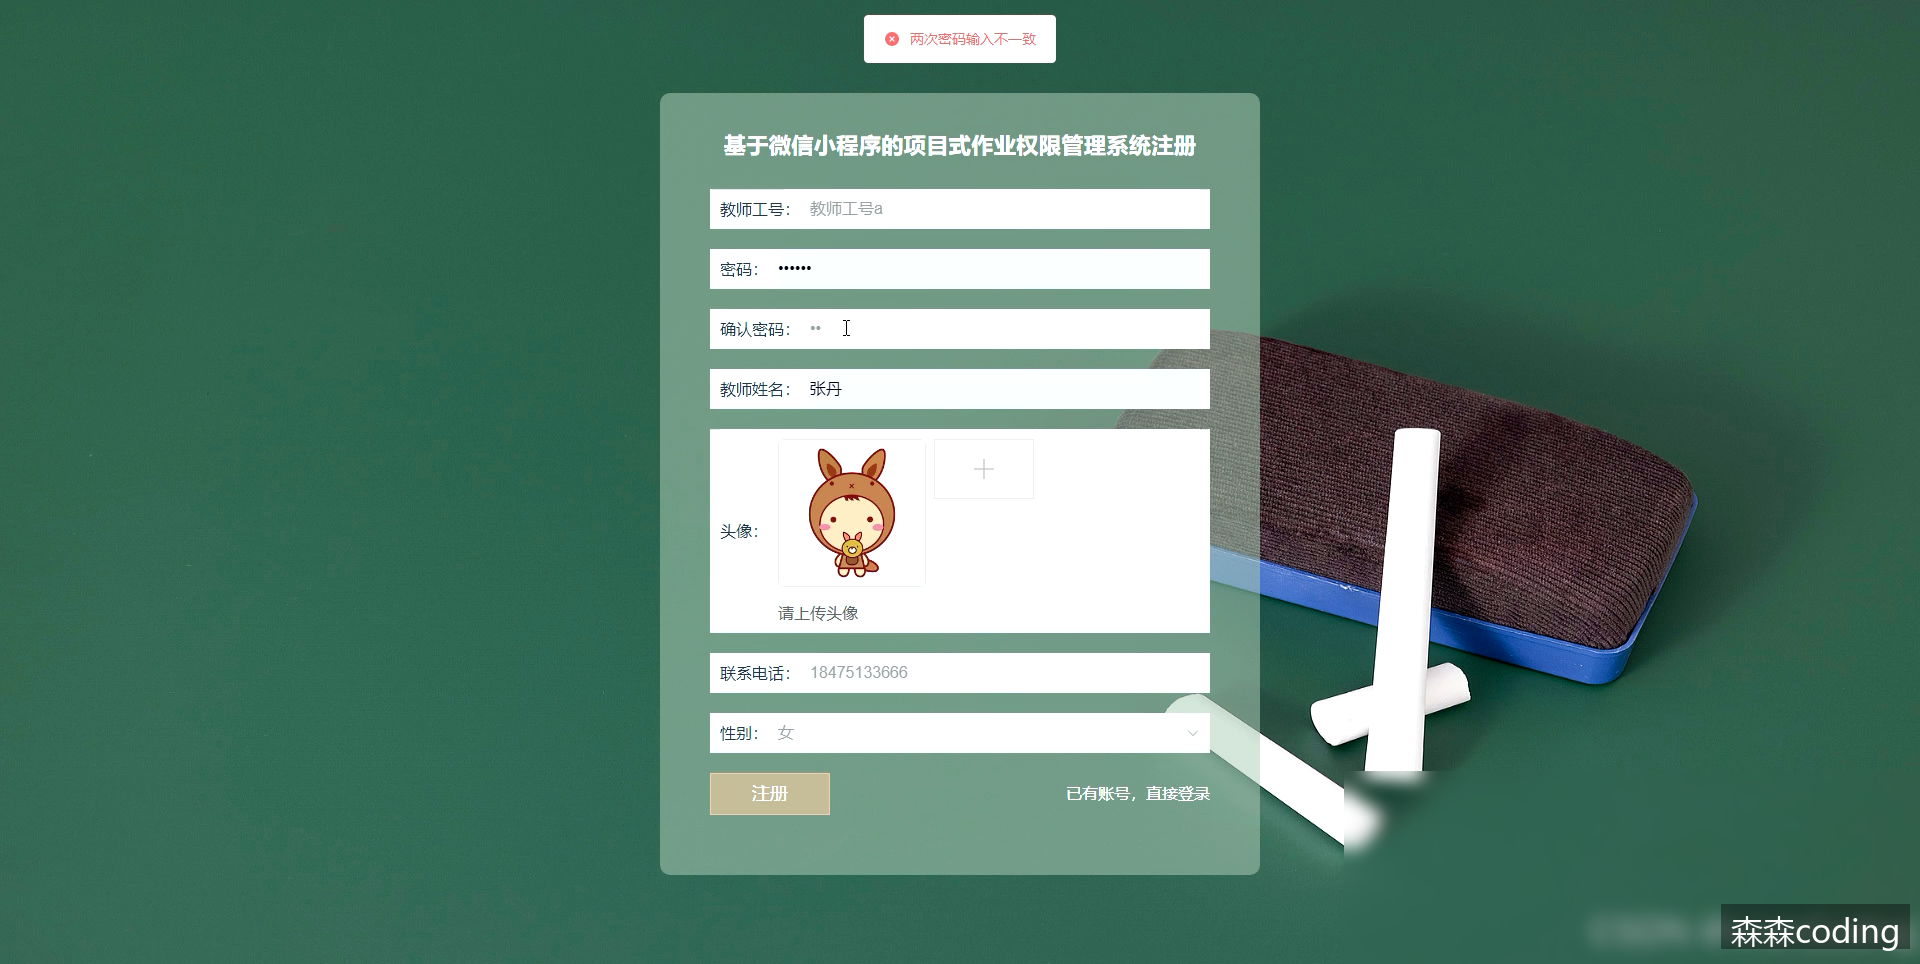 两次密码输入不一致
基于微信小程序的项目式作业权限管理系统注册
教师工号： 教师工号a
密码： ••••••
确认密码： ••
教师姓名： 张丹
头像：
请上传头像
联系电话： 18475133666
性别： 女
注册 已有账号，直接登录
森森coding